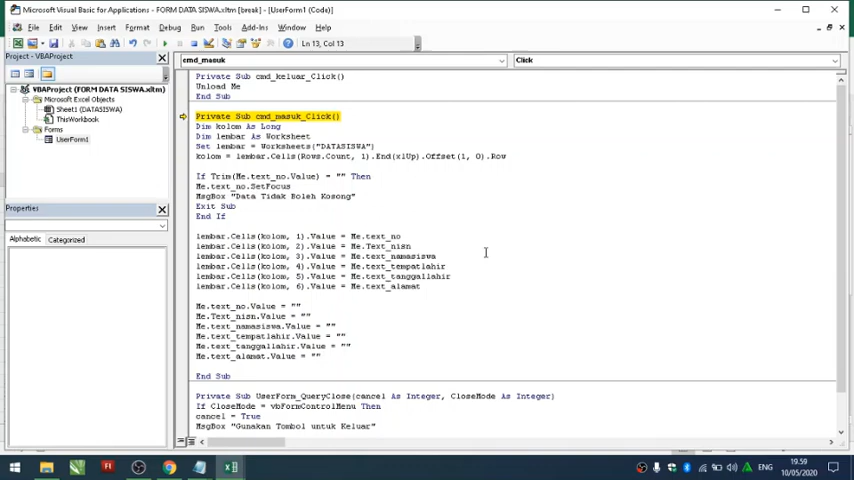 Microsoft Visual Basic for Applications - FORM DATA SISWA.xltm [break] - [UserForm1 (Code)]
File Edit View Insert Format Debug Run Tools Add-Ins Window Help
Ln 13, Col 13
Project - VBAProject
VBAProject (FORM DATA SISWA.xltm)
Microsoft Excel Objects
Sheet1 (DATASISWA)
ThisWorkbook
Forms
UserForm1
Properties
Alphabetic Categorized
cmd_masuk Click
Private Sub cmd_keluar_Click()
Unload Me
End Sub
Private Sub cmd_masuk_Click()
Dim kolom As Long
Dim lembar As Worksheet
Set lembar = Worksheets("DATASISWA")
kolom = lembar.Cells(Rows.Count, 1).End(xlUp).Offset(1, 0).Row
If Trim(Me.text_no.Value) = "" Then
Me.text_no.SetFocus
MsgBox "Data Tidak Boleh Kosong"
Exit Sub
End If
lembar.Cells(kolom, 1).Value = Me.text_no
lembar.Cells(kolom, 2).Value = Me.Text_nisn
lembar.Cells(kolom, 3).Value = Me.text_namasiswa
lembar.Cells(kolom, 4).Value = Me.text_tempatlahir
lembar.Cells(kolom, 5).Value = Me.text_tanggallahir
lembar.Cells(kolom, 6).Value = Me.text_alamat
Me.text_no.Value = ""
Me.Text_nisn.Value = ""
Me.text_namasiswa.Value = ""
Me.text_tempatlahir.Value = ""
Me.text_tanggallahir.Value = ""
Me.text_alamat.Value = ""
End Sub
Private Sub UserForm_QueryClose(cancel As Integer, CloseMode As Integer)
If CloseMode = vbFormControlMenu Then
cancel = True
MsgBox "Gunakan Tombol untuk Keluar"
ENG
19.59
10/05/2020